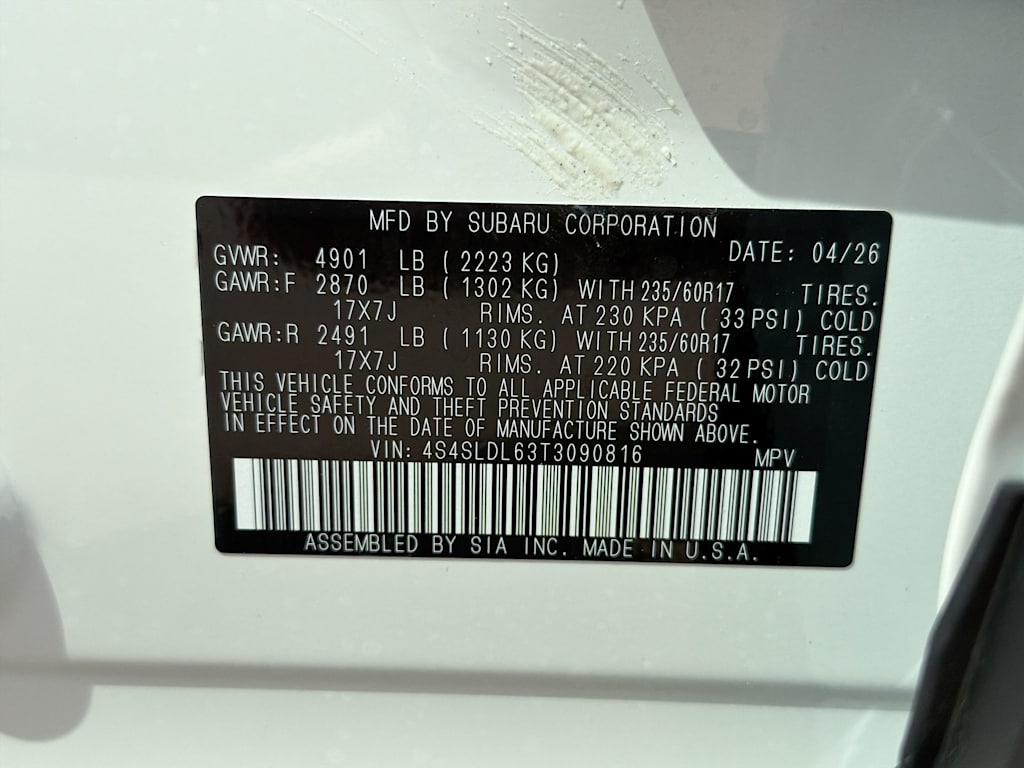 MFD BY SUBARU CORPORATION
DATE: 04/26
GVWR: 4901 LB ( 2223 KG)
GAWR:F 2870 LB ( 1302 KG) WITH 235/60R17 TIRES.
17X7J RIMS. AT 230 KPA ( 33 PSI) COLD
GAWR:R 2491 LB ( 1130 KG) WITH 235/60R17 TIRES.
17X7J RIMS. AT 220 KPA ( 32 PSI) COLD
THIS VEHICLE CONFORMS TO ALL APPLICABLE FEDERAL MOTOR
VEHICLE SAFETY AND THEFT PREVENTION STANDARDS
IN EFFECT ON THE DATE OF MANUFACTURE SHOWN ABOVE.
VIN: 4S4SLDL63T3090816 MPV
ASSEMBLED BY SIA INC. MADE IN U.S.A.